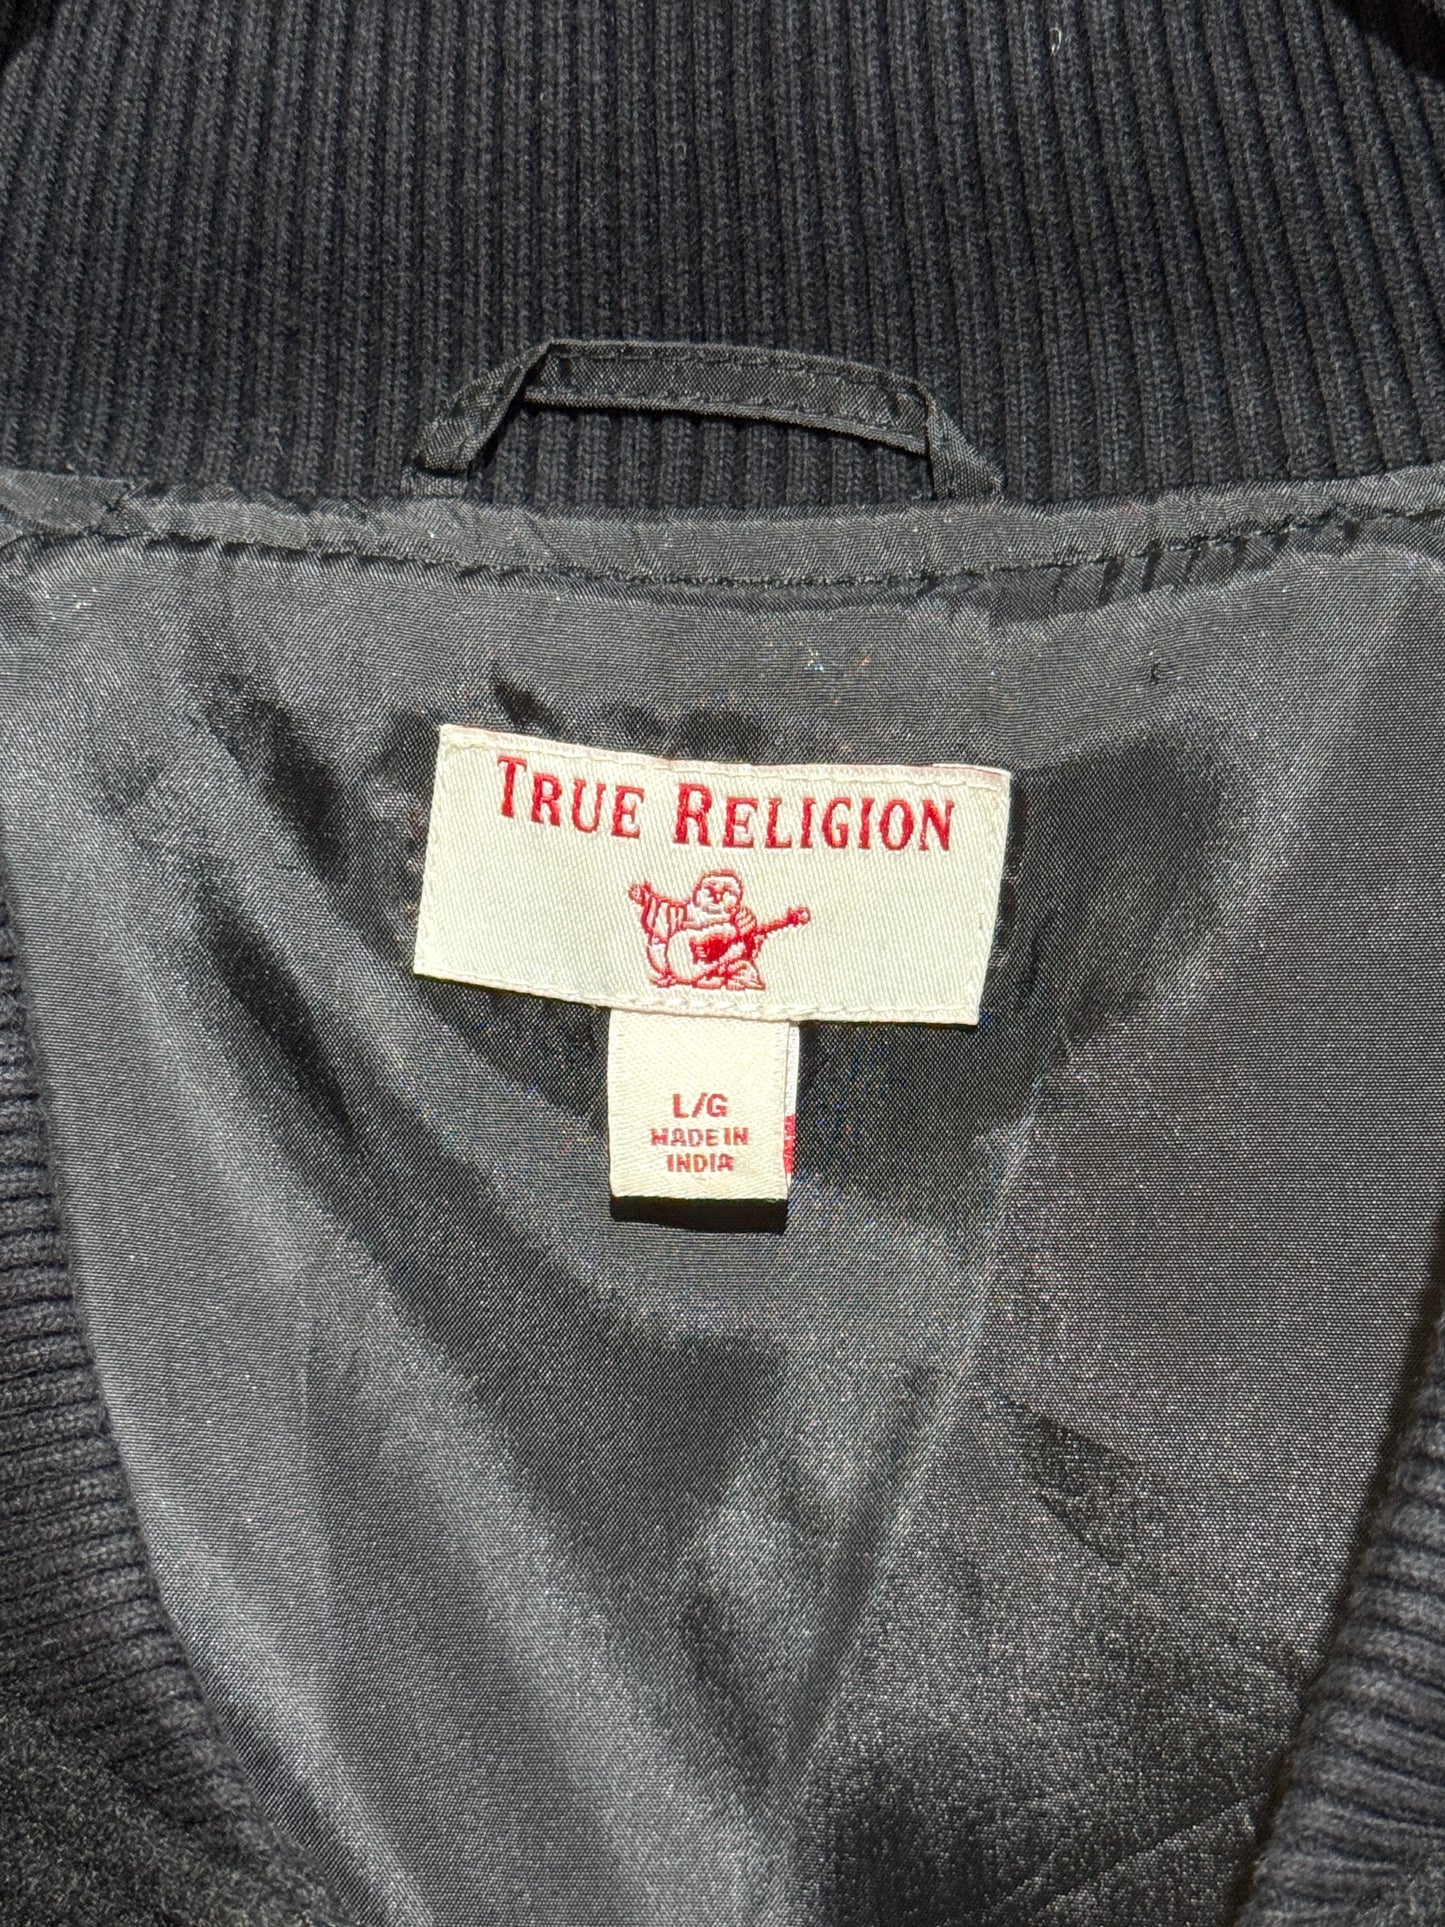 TRUE RELIGION
L/G
MADE IN
INDIA